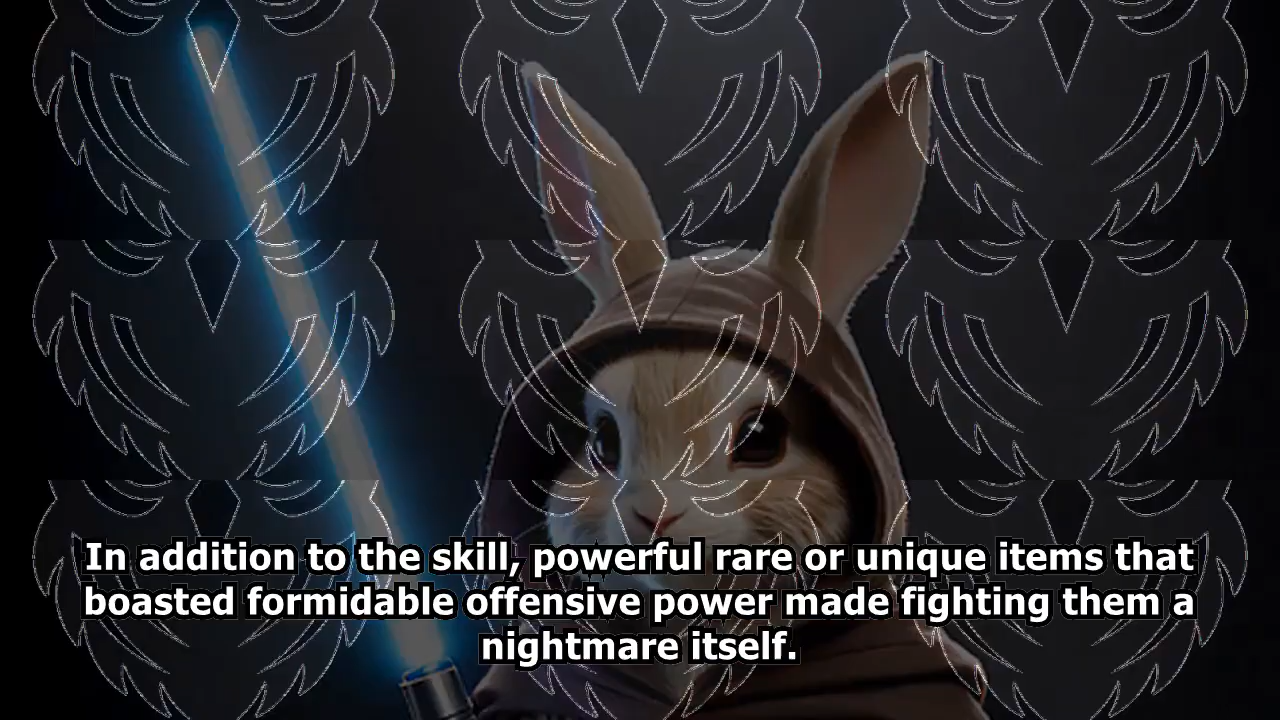 In addition to the skill, powerful rare or unique items that
boasted formidable offensive power made fighting them a
nightmare itself.